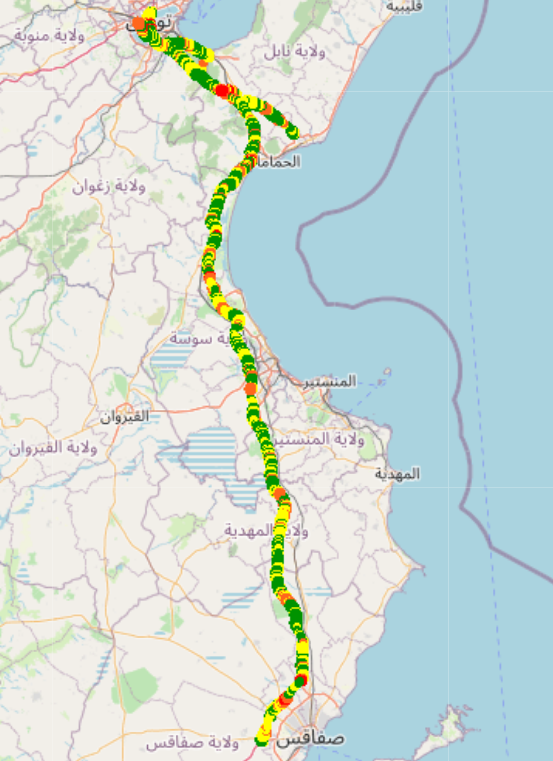 قليبية
تونس
ولاية منوبة
ولاية نابل
الحمامات
ولاية زغوان
ولاية سوسة
المنستير
القيروان
ولاية المنستير
ولاية القيروان
المهدية
ولاية المهدية
صفاقس
ولاية صفاقس